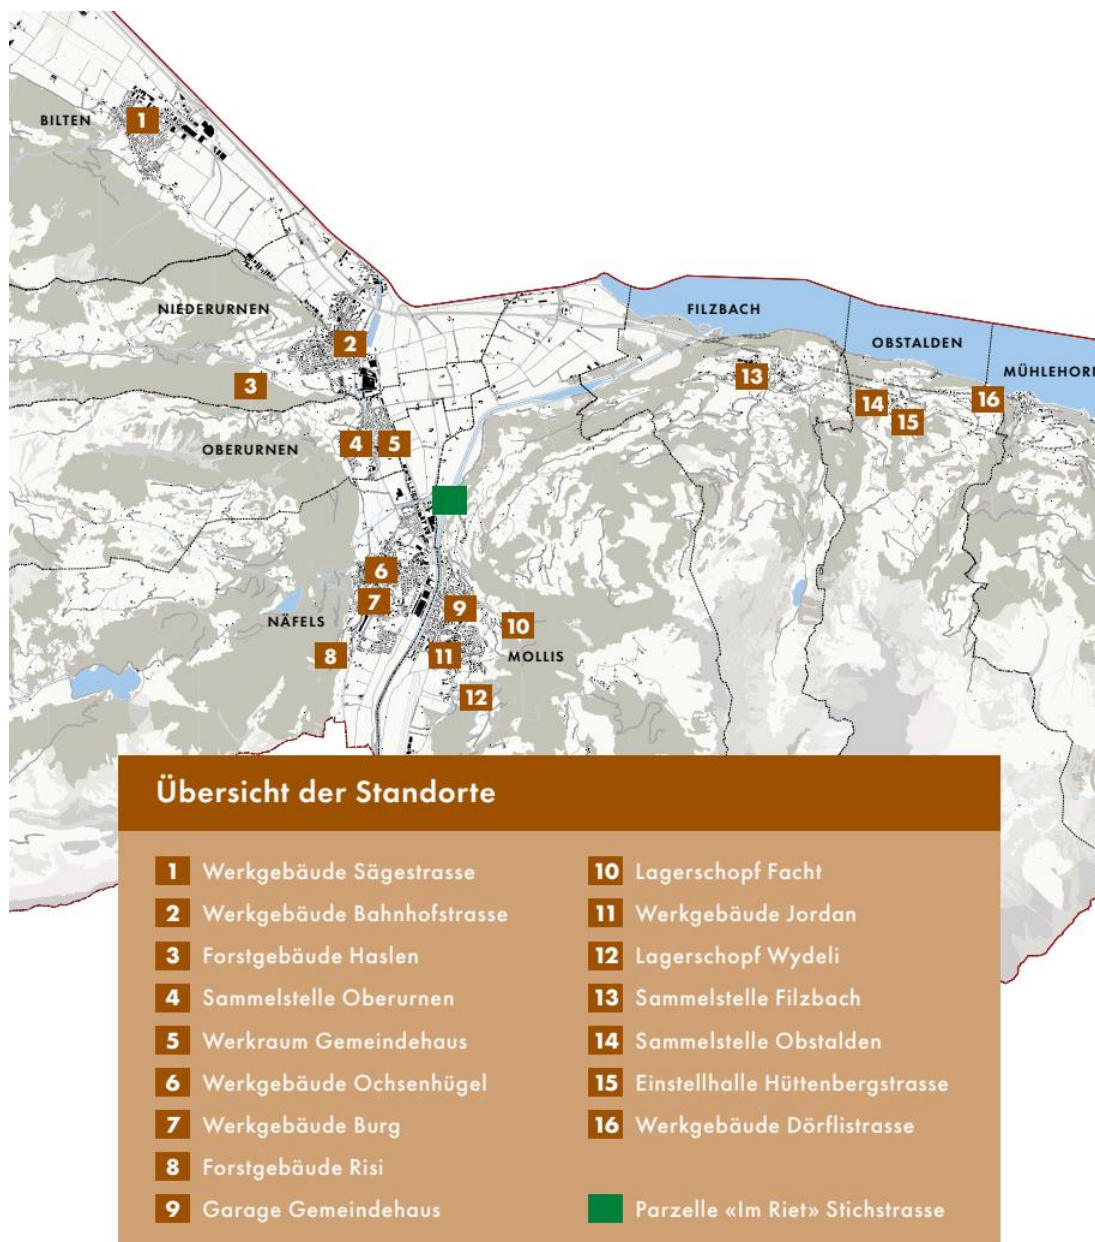 BILTEN
1
NIEDERURNEN
2
3
FILZBACH
OBSTALDEN
MÜHLEHORN
13
14
15
16
OBERURNEN
4
5
6
7
NÄFELS
8
9
10
11
MOLLIS
12
Übersicht der Standorte
1 Werkgebäude Sägestrasse
2 Werkgebäude Bahnhofstrasse
3 Forstgebäude Haslen
4 Sammelstelle Oberurnen
5 Werkraum Gemeindehaus
6 Werkgebäude Ochsenhügel
7 Werkgebäude Burg
8 Forstgebäude Risi
9 Garage Gemeindehaus
10 Lagerschopf Facht
11 Werkgebäude Jordan
12 Lagerschopf Wydeli
13 Sammelstelle Filzbach
14 Sammelstelle Obstalden
15 Einstellhalle Hüttenbergstrasse
16 Werkgebäude Dörflistrasse
Parzelle «Im Riet» Stichstrasse